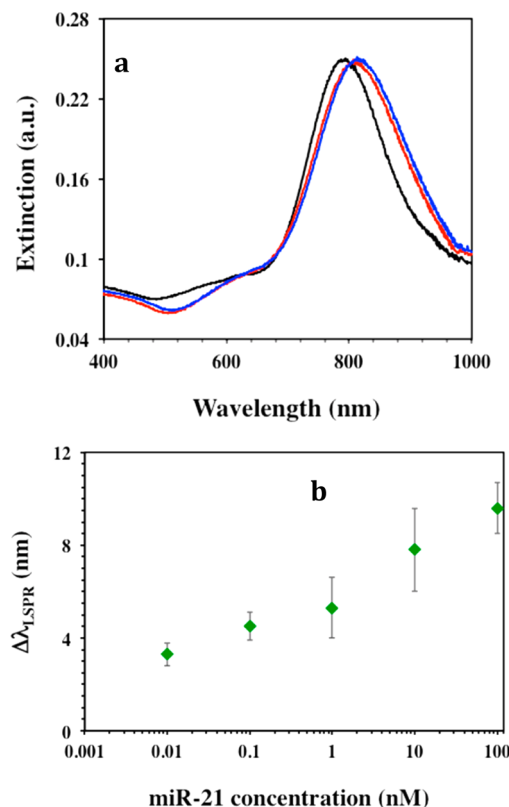 0.28
a
0.22
0.16
0.1
0.04
Extinction (a.u.)
400 600 800 1000
Wavelength (nm)
12
b
8
4
0
ΔλLSPR (nm)
0.001 0.01 0.1 1 10 100
miR-21 concentration (nM)